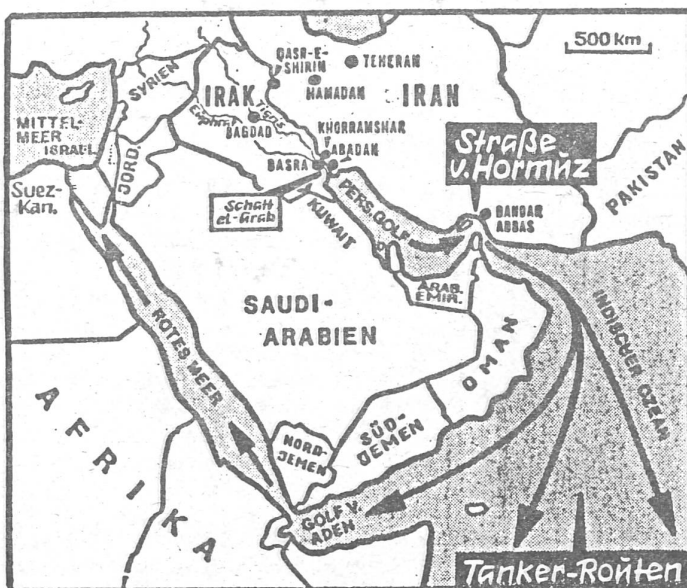 500 km
QASR-E-
SHIRIN
TEHERAN
HAMADAN
SYRIEN
IRAK
IRAN
MITTEL-
MEER
ISRAEL
Euphrat
Tigris
BAGDAD
KHORRAMSHAR
ABADAN
BASRA
Straße
v. Hormuz
PAKISTAN
Suez-
Kan.
JORD.
Schatt
el-Arab
KUWAIT
PERS. GOLF
BANDAR
ABBAS
ARAB.
EMIR.
SAUDI-
ARABIEN
ROTES MEER
OMAN
INDISCHER OZEAN
AFRIKA
NORD-
JEMEN
SÜD-
JEMEN
GOLF V.
ADEN
Tanker-Routen